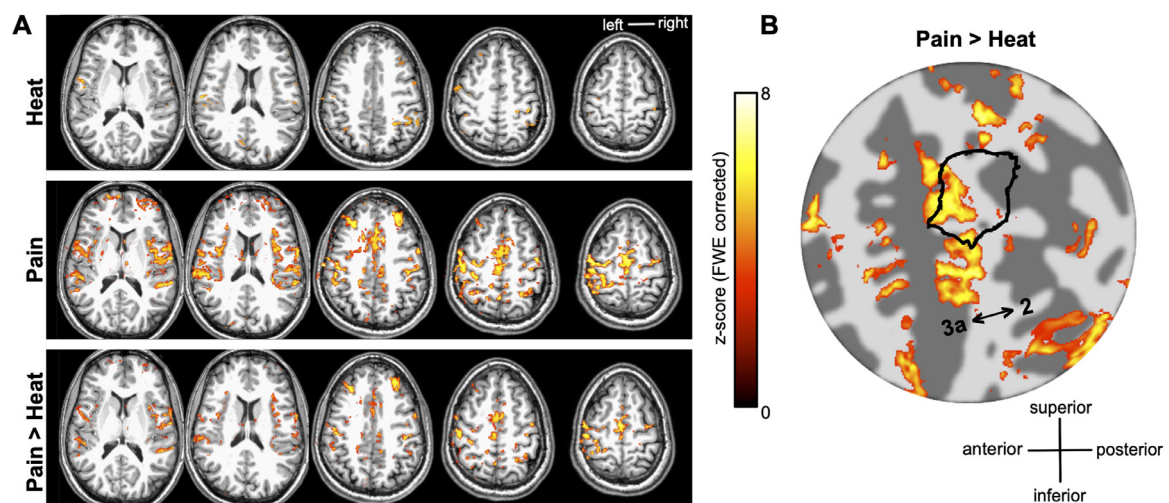 A
left
right
Heat
Pain
Pain > Heat
B
Pain > Heat
8
z-score (FWE corrected)
0
3a
2
superior
anterior
posterior
inferior